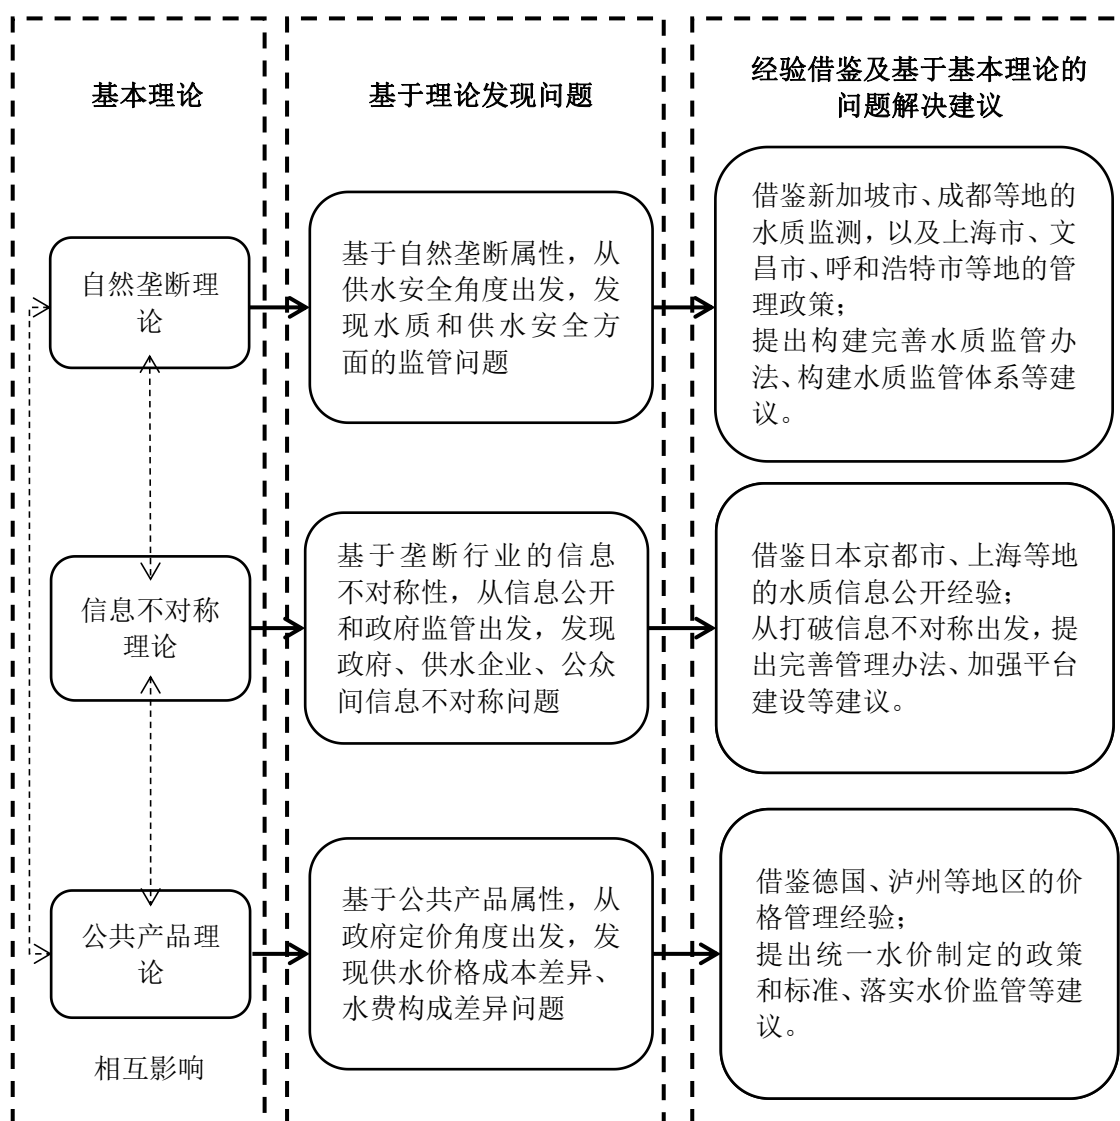 基本理论
基于理论发现问题
经验借鉴及基于基本理论的
问题解决建议
自然垄断理
论
基于自然垄断属性，从
供水安全角度出发，发
现水质和供水安全方
面的监管问题
借鉴新加坡市、成都等地的
水质监测，以及上海市、文
昌市、呼和浩特市等地的管
理政策；
提出构建完善水质监管办
法、构建水质监管体系等建
议。
信息不对称
理论
基于垄断行业的信息
不对称性，从信息公开
和政府监管出发，发现
政府、供水企业、公众
间信息不对称问题
借鉴日本京都市、上海等地
的水质信息公开经验；
从打破信息不对称出发，提
出完善管理办法、加强平台
建设等建议。
公共产品理
论
基于公共产品属性，从
政府定价角度出发，发
现供水价格成本差异、
水费构成差异问题
借鉴德国、泸州等地区的价
格管理经验；
提出统一水价制定的政策
和标准、落实水价监管等建
议。
相互影响